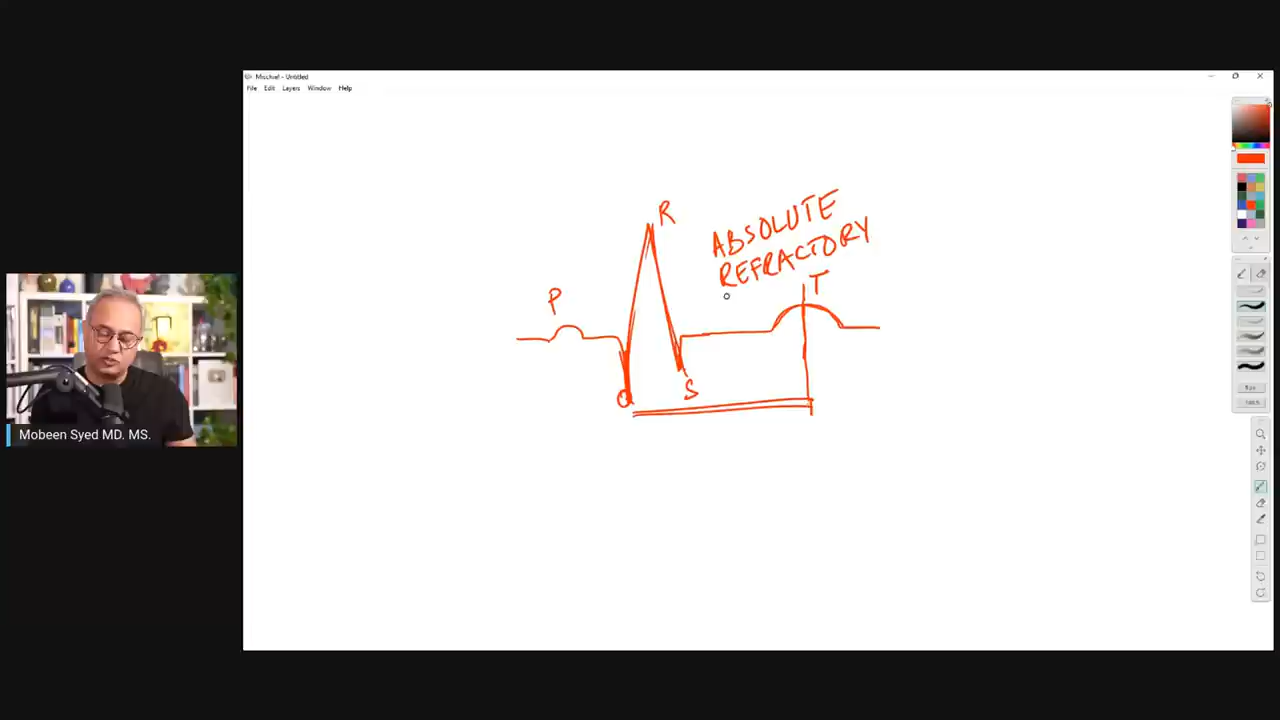 Mischief - Untitled
File Edit Layers Window Help
R
ABSOLUTE
REFRACTORY
T
P
S
Q
Mobeen Syed MD. MS.